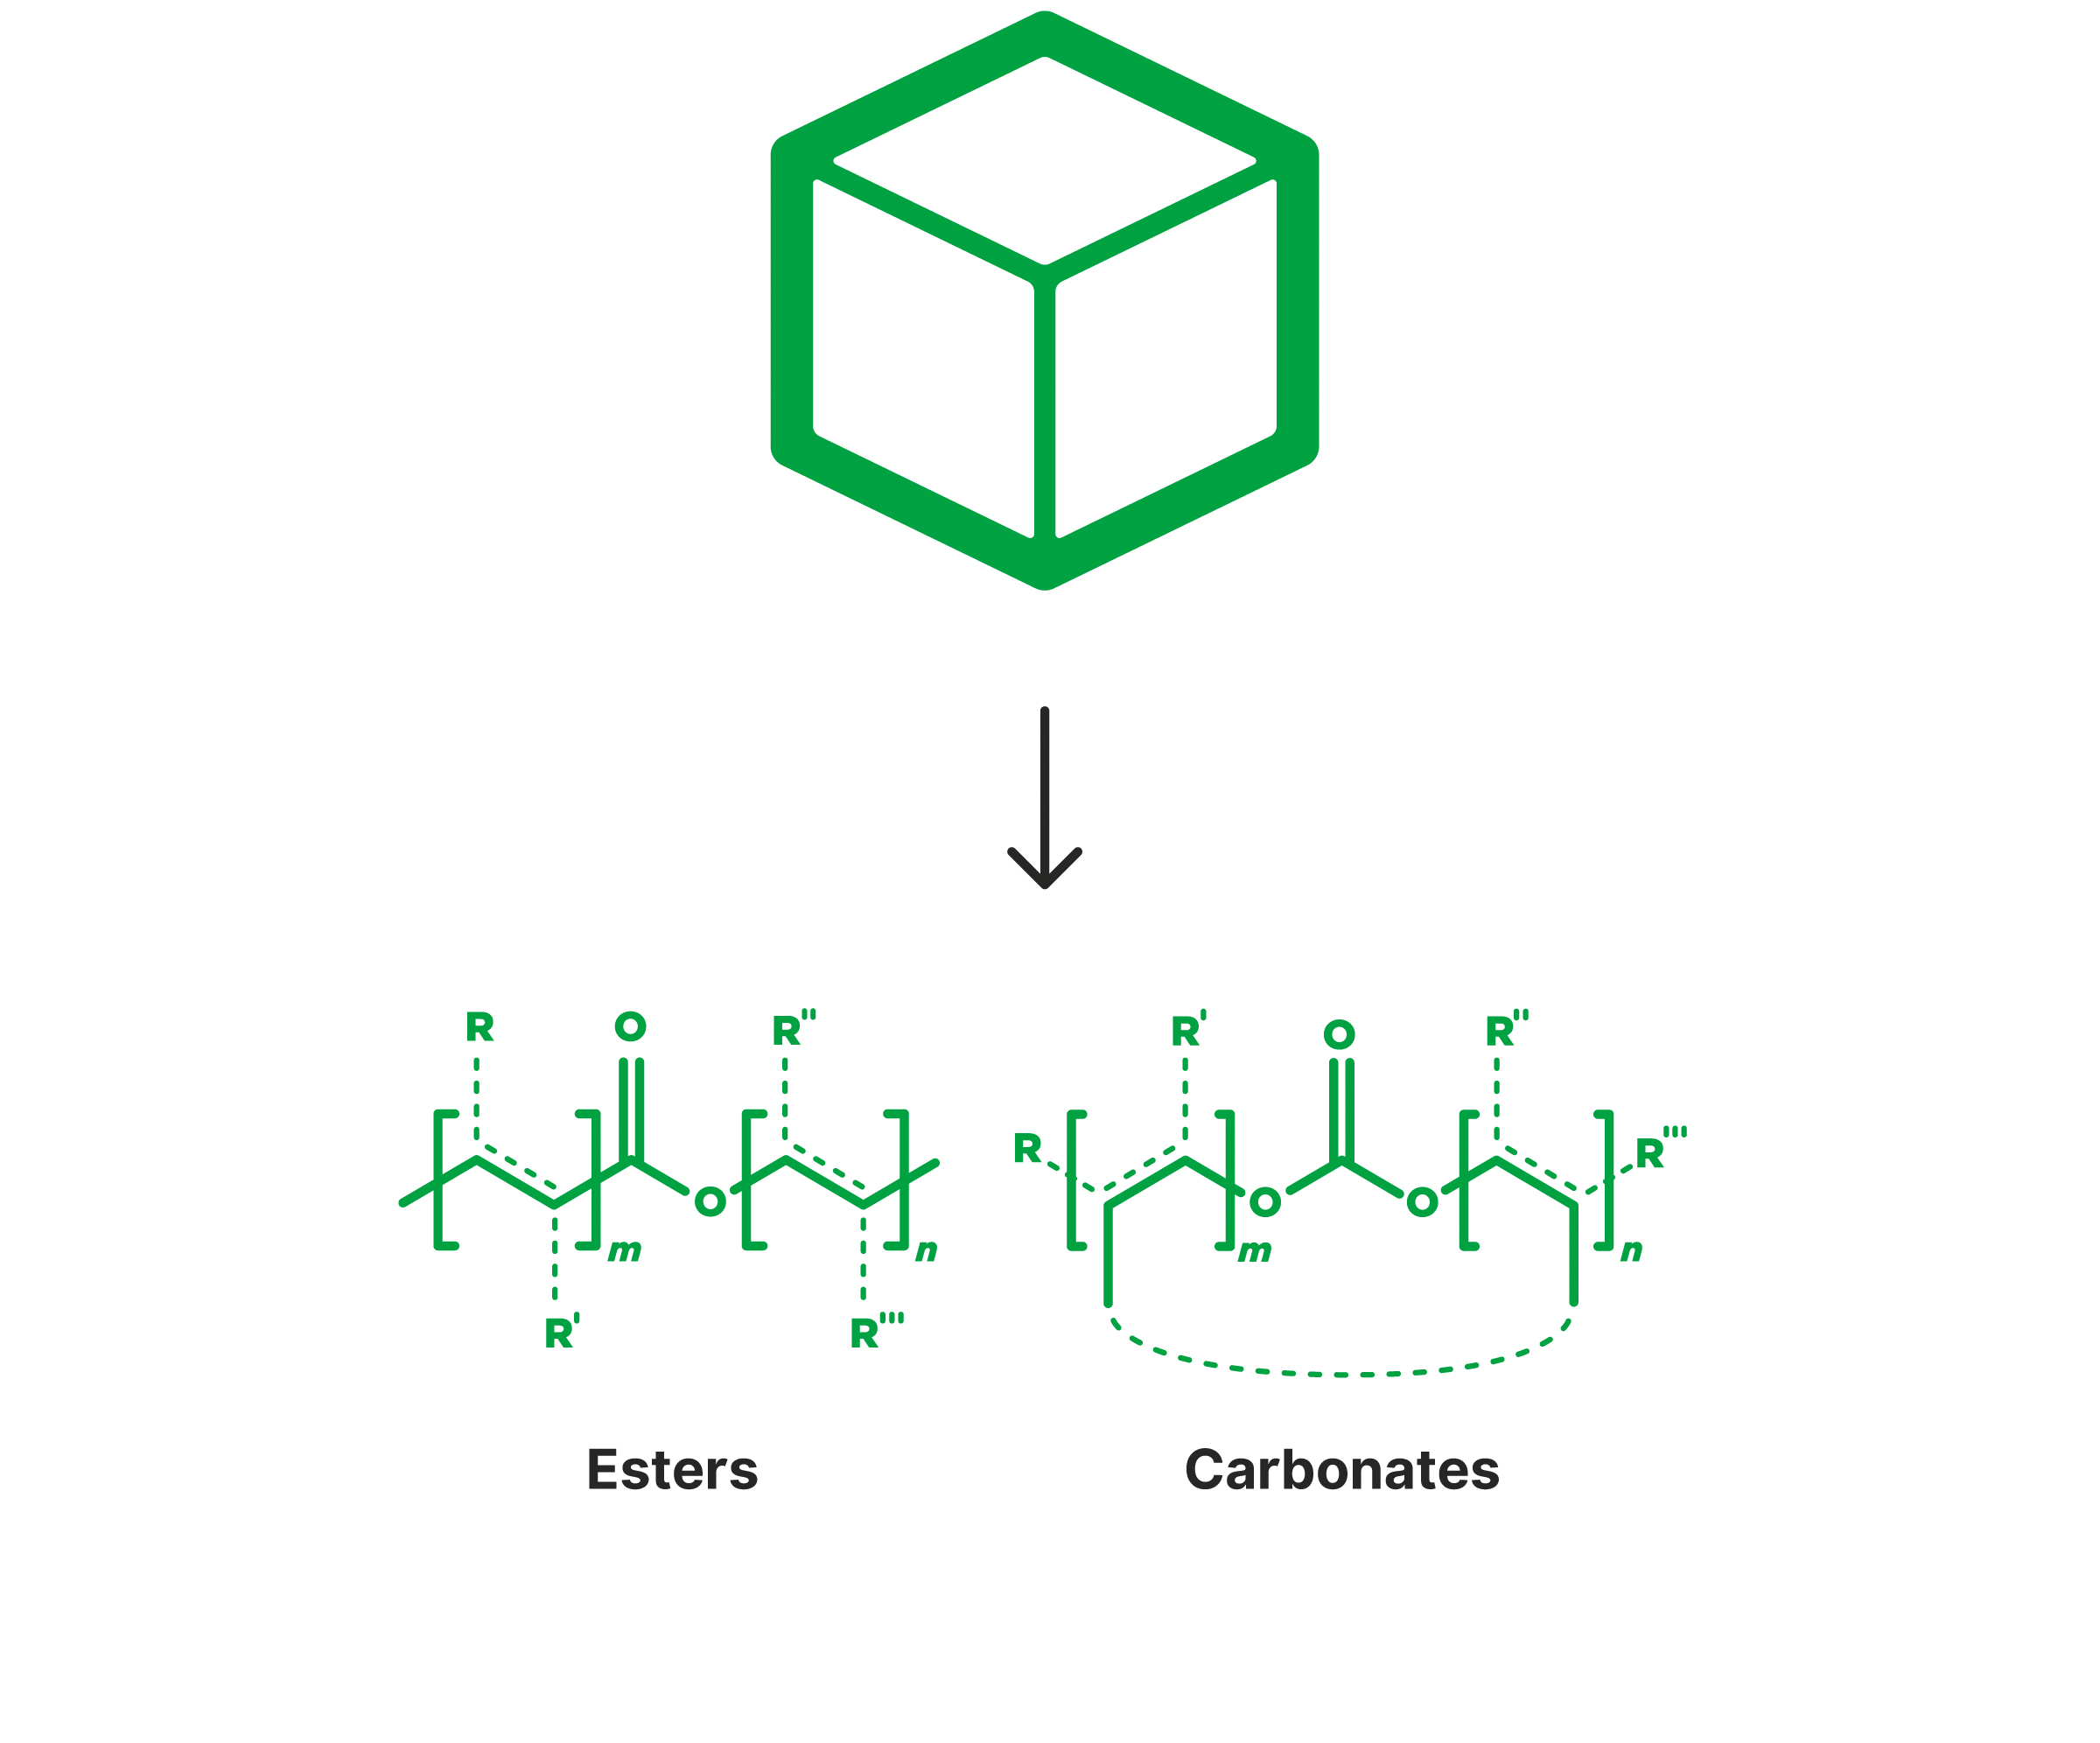 R O R'' R' O R''
R R'''
O O O
m n m n
R' R'''
Esters Carbonates